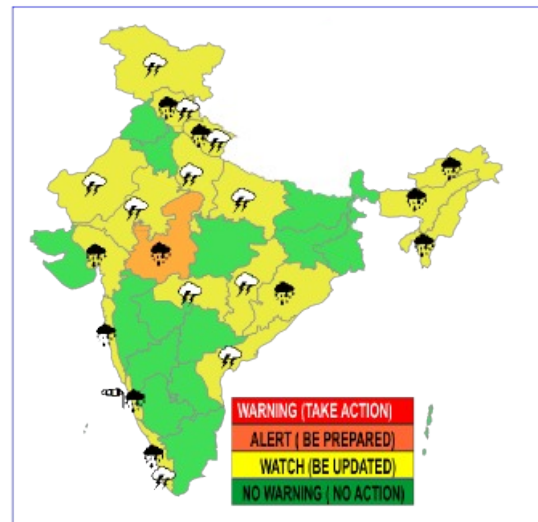 WARNING (TAKE ACTION)
ALERT ( BE PREPARED)
WATCH (BE UPDATED)
NO WARNING ( NO ACTION)